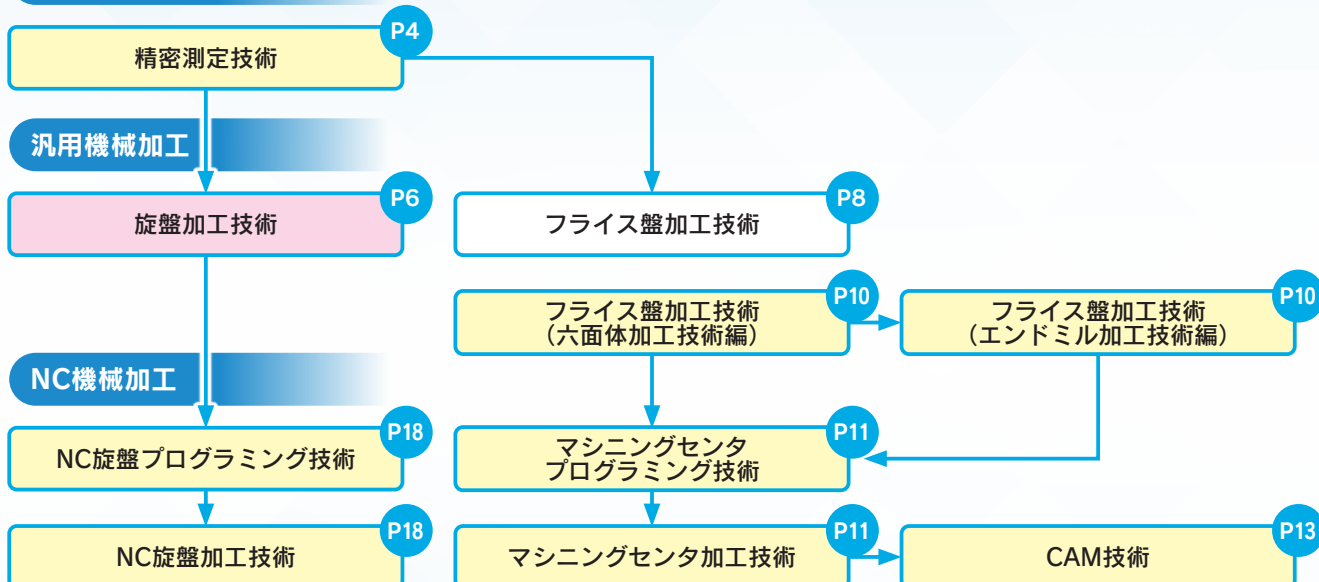 P4
精密測定技術
汎用機械加工
P6
旋盤加工技術
P8
フライス盤加工技術
P10
フライス盤加工技術
（六面体加工技術編）
P10
フライス盤加工技術
（エンドミル加工技術編）
NC機械加工
P18
NC旋盤プログラミング技術
P11
マシニングセンタ
プログラミング技術
P18
NC旋盤加工技術
P11
マシニングセンタ加工技術
P13
CAM技術